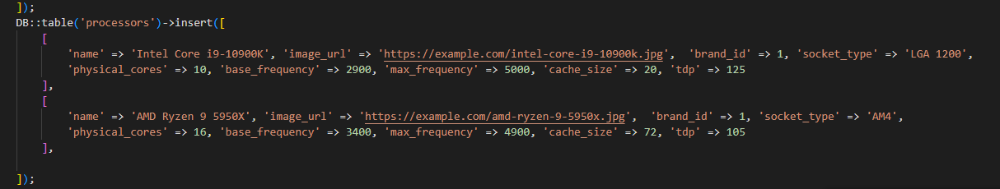 ]);
DB::table('processors')->insert([
[
'name' => 'Intel Core i9-10900K', 'image_url' => 'https://example.com/intel-core-i9-10900k.jpg',  'brand_id' => 1, 'socket_type' => 'LGA 1200',
'physical_cores' => 10, 'base_frequency' => 2900, 'max_frequency' => 5000, 'cache_size' => 20, 'tdp' => 125
],
[
'name' => 'AMD Ryzen 9 5950X', 'image_url' => 'https://example.com/amd-ryzen-9-5950x.jpg',  'brand_id' => 1, 'socket_type' => 'AM4',
'physical_cores' => 16, 'base_frequency' => 3400, 'max_frequency' => 4900, 'cache_size' => 72, 'tdp' => 105
],
]);